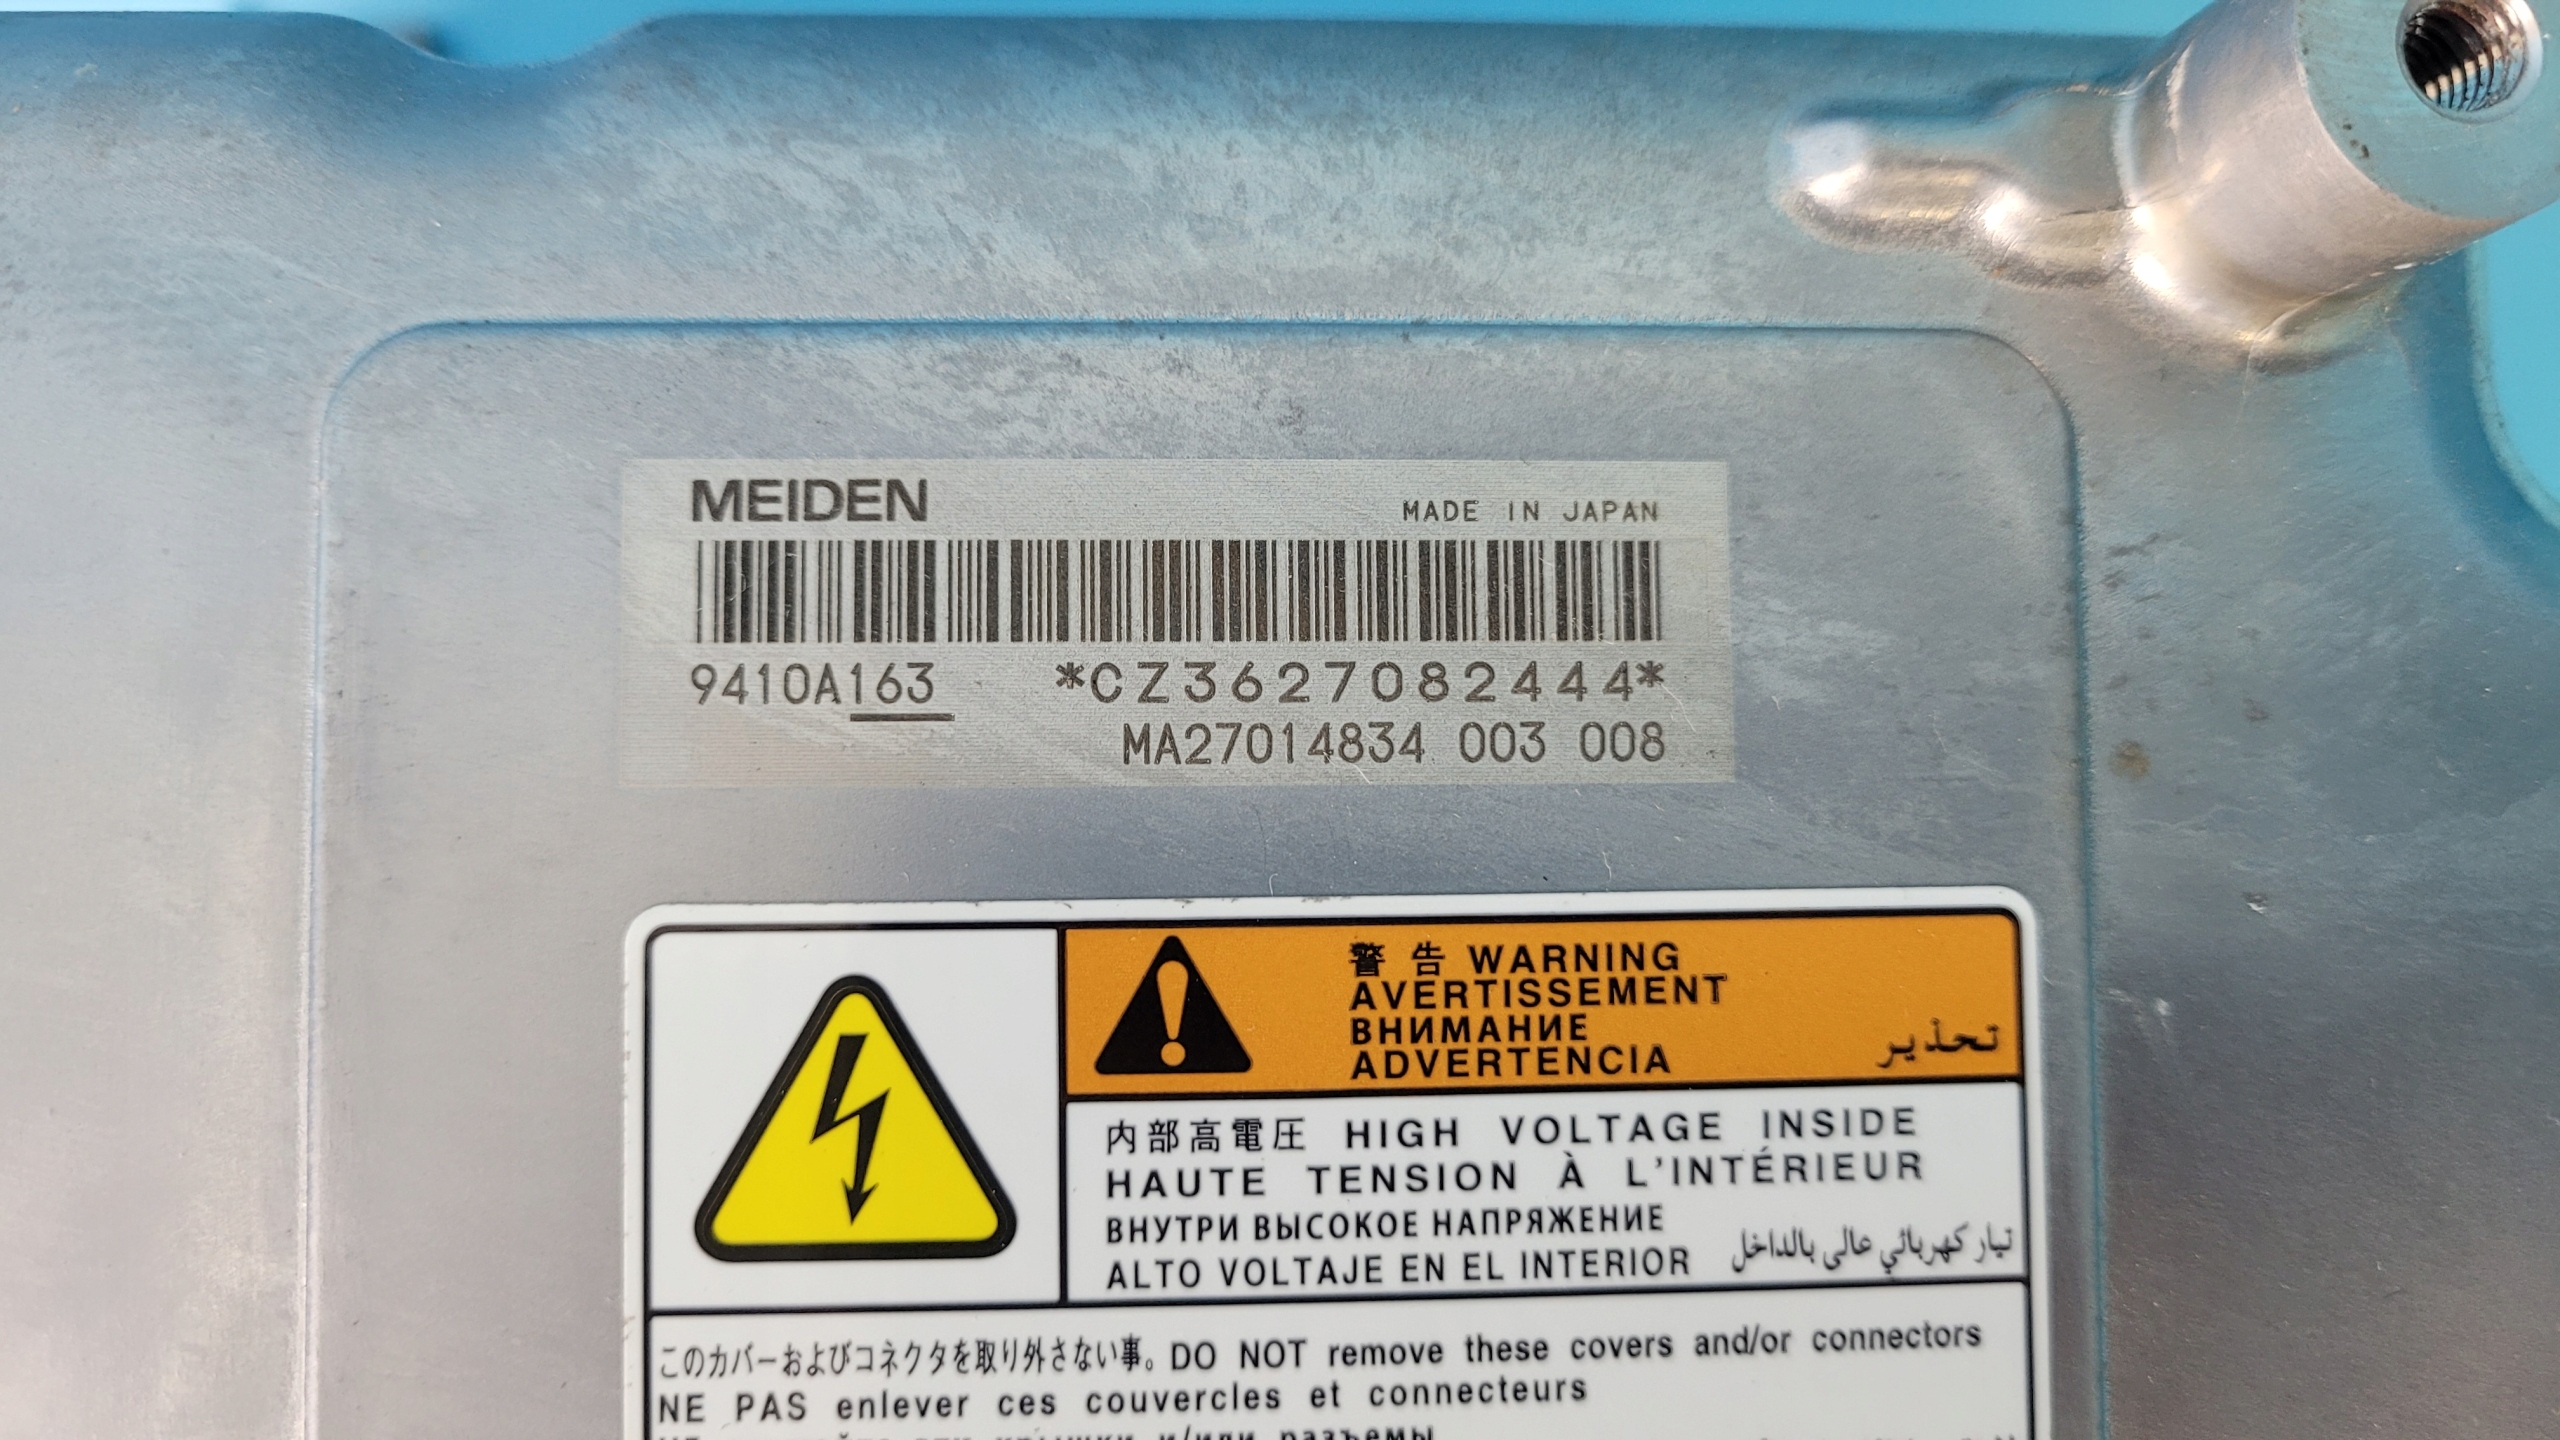 MEIDEN
MADE IN JAPAN
9410A163 *CZ3627082444*
MA27014834 003 008
警告 WARNING
AVERTISSEMENT
ВНИМАНИЕ
ADVERTENCIA
تحذير
内部高電圧 HIGH VOLTAGE INSIDE
HAUTE TENSION À L'INTÉRIEUR
ВНУТРИ ВЫСОКОЕ НАПРЯЖЕНИЕ
ALTO VOLTAJE EN EL INTERIOR
تيار كهربائي عالى بالداخل
このカバーおよびコネクタを取り外さない事。DO NOT remove these covers and/or connectors
NE PAS enlever ces couvercles et connecteurs
и/или разъемы